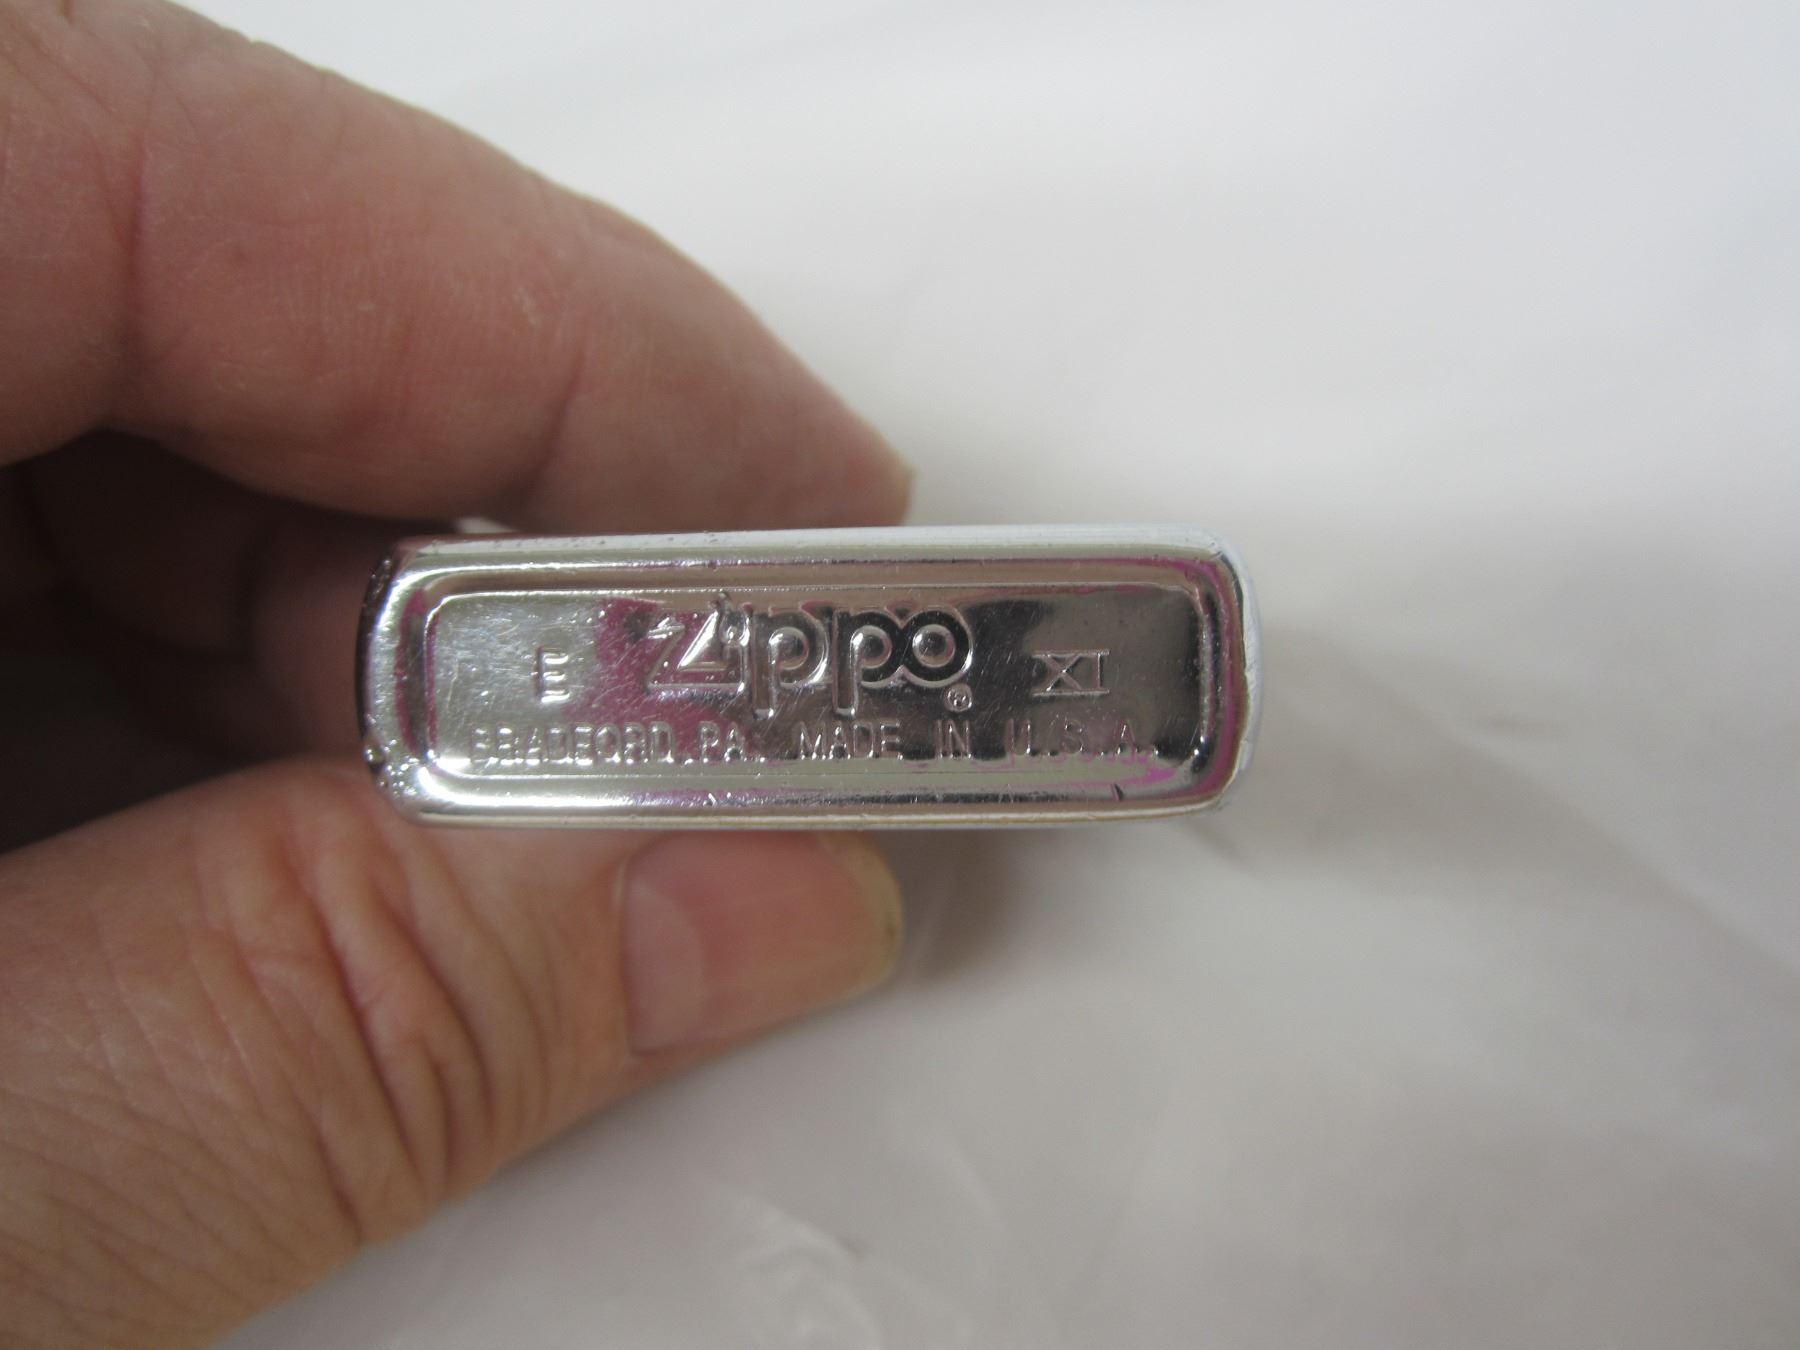 E Zippo® XI
BRADFORD, PA. MADE IN U.S.A.